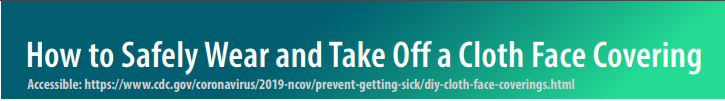 How to Safely Wear and Take Off a Cloth Face Covering
Accessible: https://www.cdc.gov/coronavirus/2019-ncov/prevent-getting-sick/diy-cloth-face-coverings.html